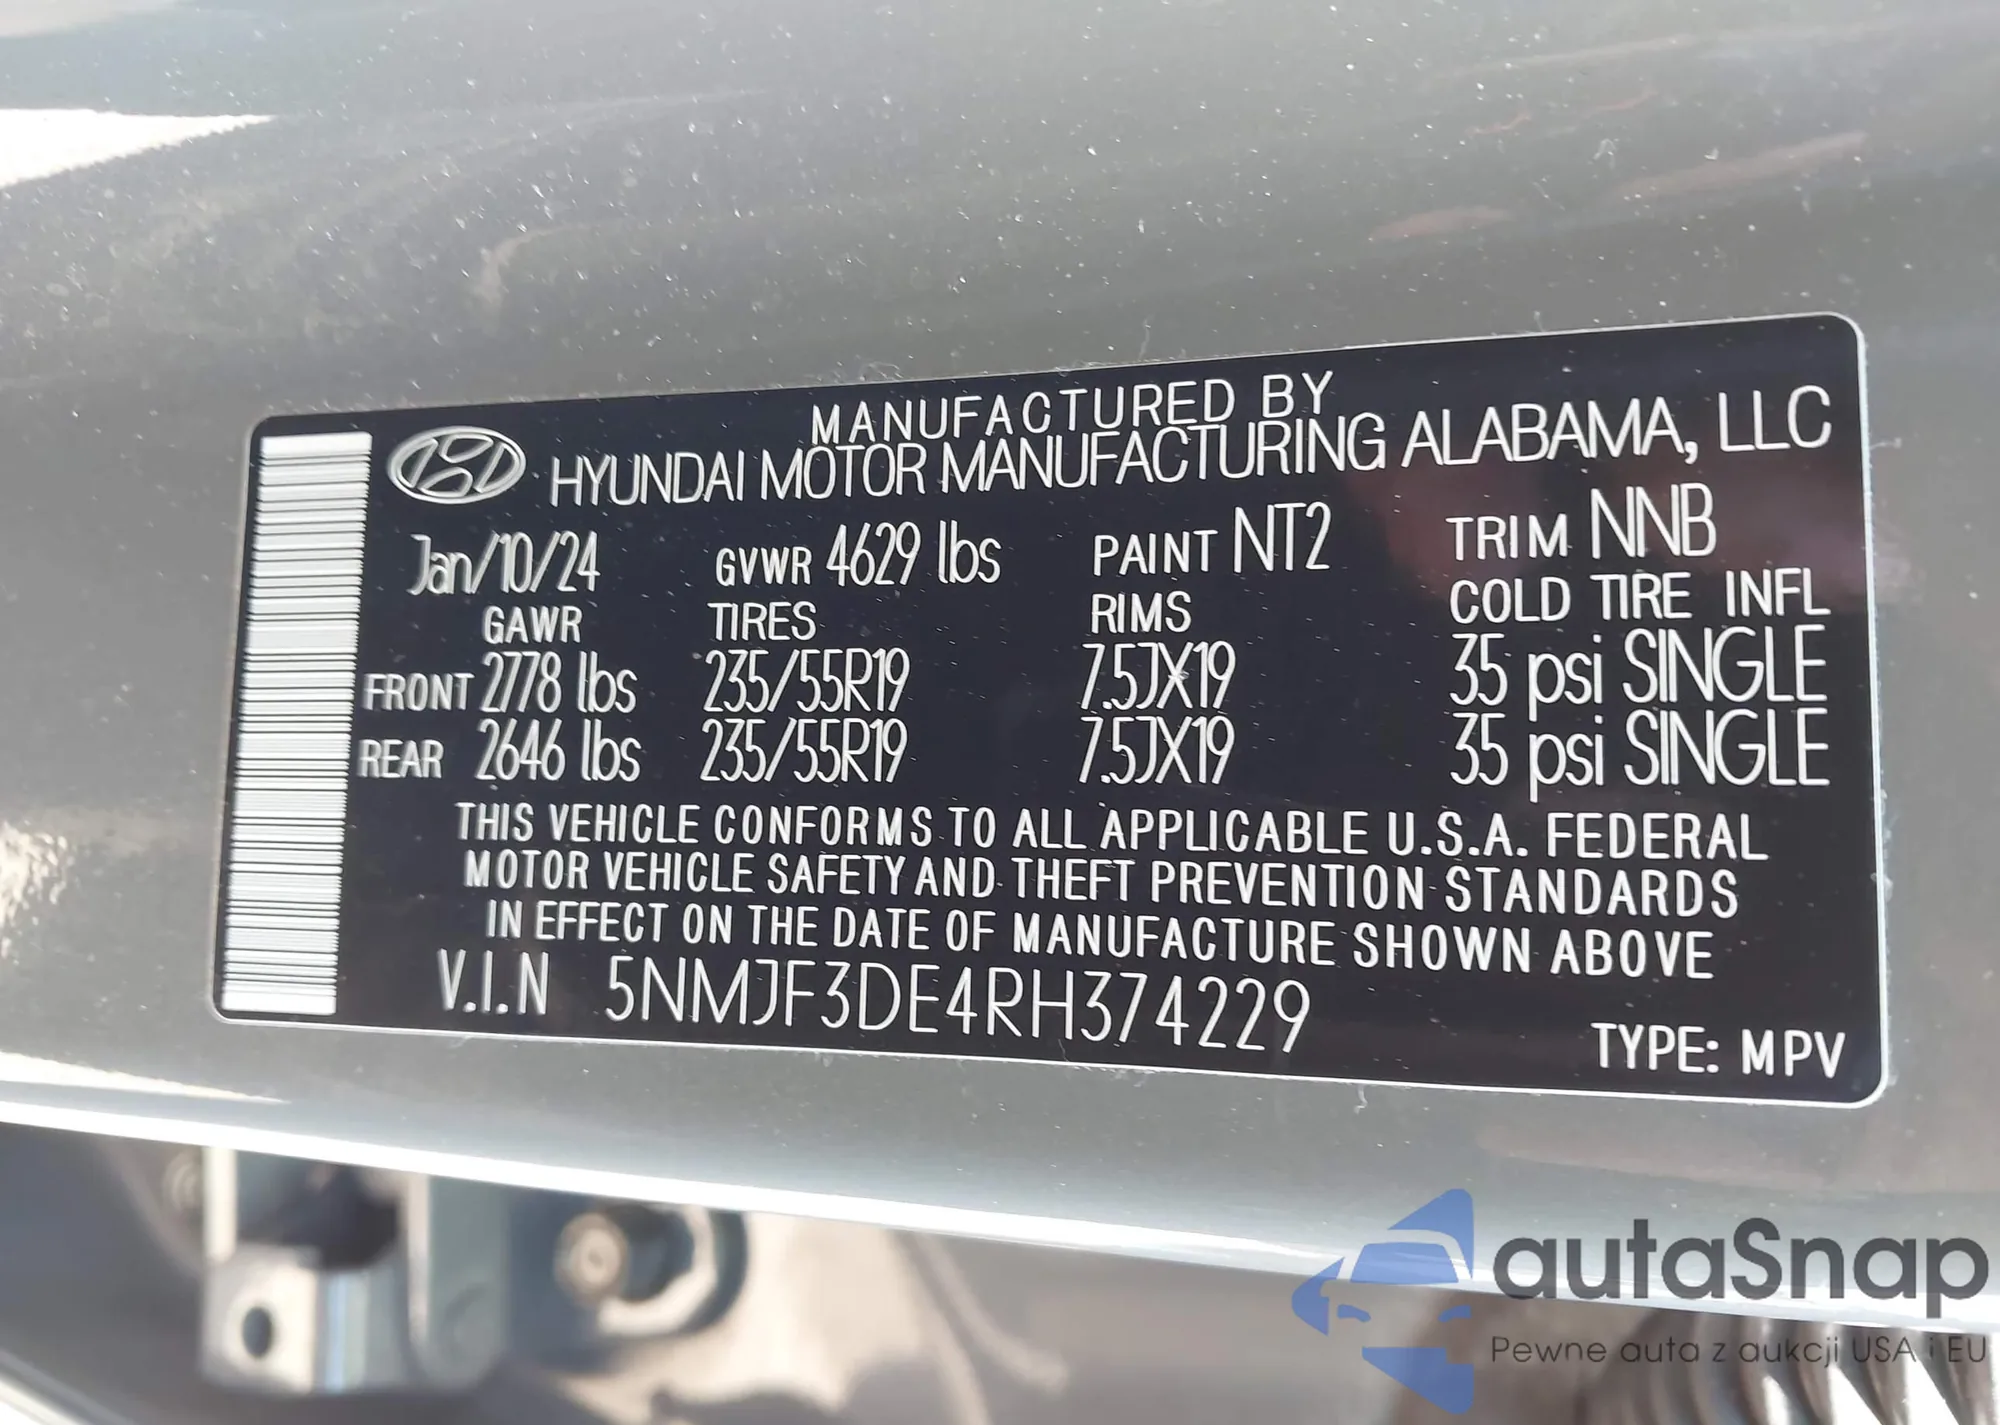 MANUFACTURED BY
HYUNDAI MOTOR MANUFACTURING ALABAMA, LLC
Jan/10/24 GVWR 4629 lbs PAINT NT2 TRIM NNB
GAWR TIRES RIMS COLD TIRE INFL
FRONT 2778 lbs 235/55R19 7.5JX19 35 psi SINGLE
REAR 2646 lbs 235/55R19 7.5JX19 35 psi SINGLE
THIS VEHICLE CONFORMS TO ALL APPLICABLE U.S.A. FEDERAL
MOTOR VEHICLE SAFETY AND THEFT PREVENTION STANDARDS
IN EFFECT ON THE DATE OF MANUFACTURE SHOWN ABOVE
V.I.N 5NMJF3DE4RH374229
TYPE: MPV
autaSnap
Pewne auta z aukcji USA i EU